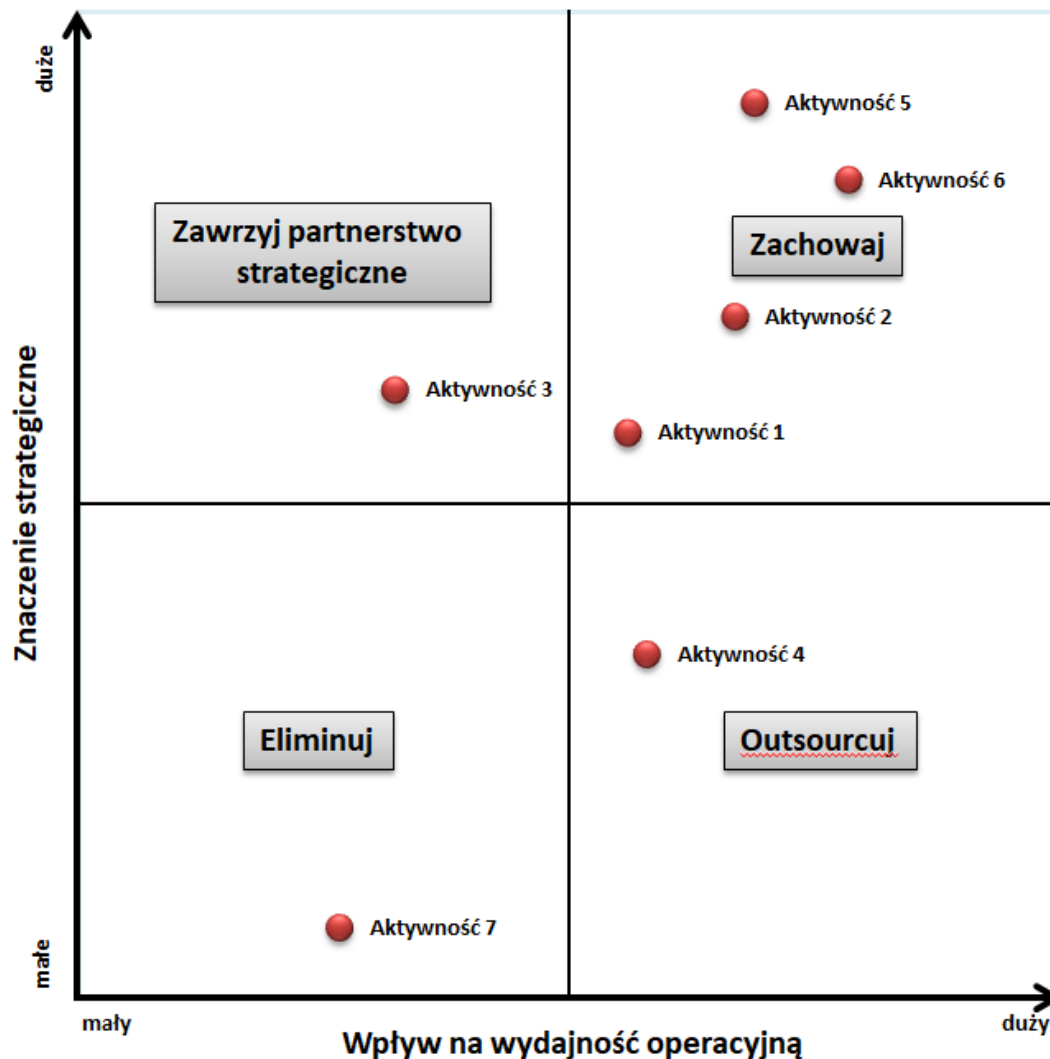 duże
Aktywność 5
Aktywność 6
Zawrzyj partnerstwo
strategiczne
Zachowaj
Aktywność 2
Aktywność 3
Aktywność 1
Znaczenie strategiczne
Aktywność 4
Eliminuj
Outsourcuj
Aktywność 7
małe
mały
duży
Wpływ na wydajność operacyjną